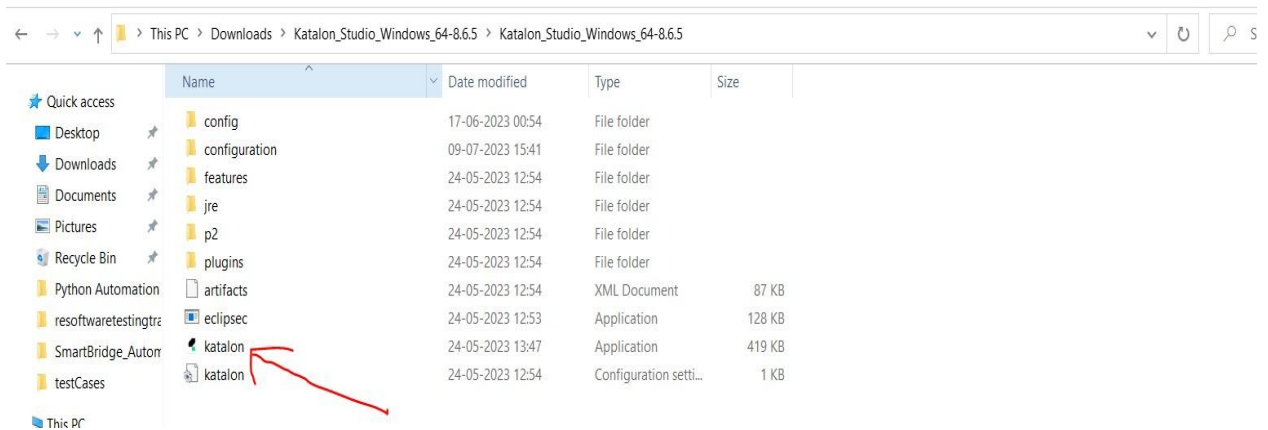 This PC > Downloads > Katalon_Studio_Windows_64-8.6.5 > Katalon_Studio_Windows_64-8.6.5 S
Name Date modified Type Size
Quick access
Desktop
Downloads
Documents
Pictures
Recycle Bin
Python Automation
resoftwaretestingtra
SmartBridge_Autom
testCases
This PC
config 17-06-2023 00:54 File folder
configuration 09-07-2023 15:41 File folder
features 24-05-2023 12:54 File folder
jre 24-05-2023 12:54 File folder
p2 24-05-2023 12:54 File folder
plugins 24-05-2023 12:54 File folder
artifacts 24-05-2023 12:54 XML Document 87 KB
eclipsec 24-05-2023 12:53 Application 128 KB
katalon 24-05-2023 13:47 Application 419 KB
katalon 24-05-2023 12:54 Configuration setti... 1 KB